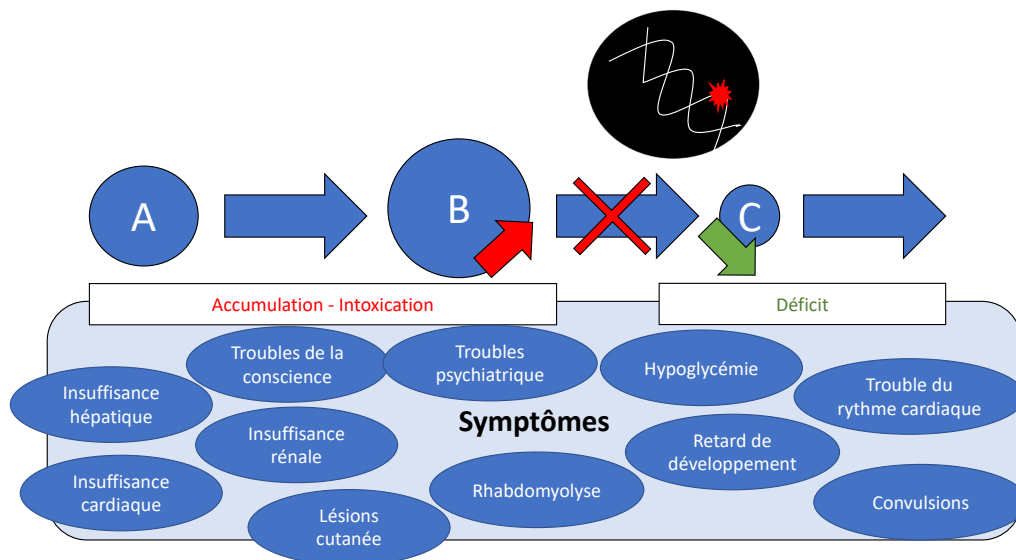 A
B
C
Accumulation - Intoxication
Déficit
Troubles de la
conscience
Troubles
psychiatrique
Hypoglycémie
Insuffisance
hépatique
Trouble du
rythme cardiaque
Symptômes
Insuffisance
rénale
Retard de
développement
Insuffisance
cardiaque
Rhabdomyolyse
Convulsions
Lésions
cutanée